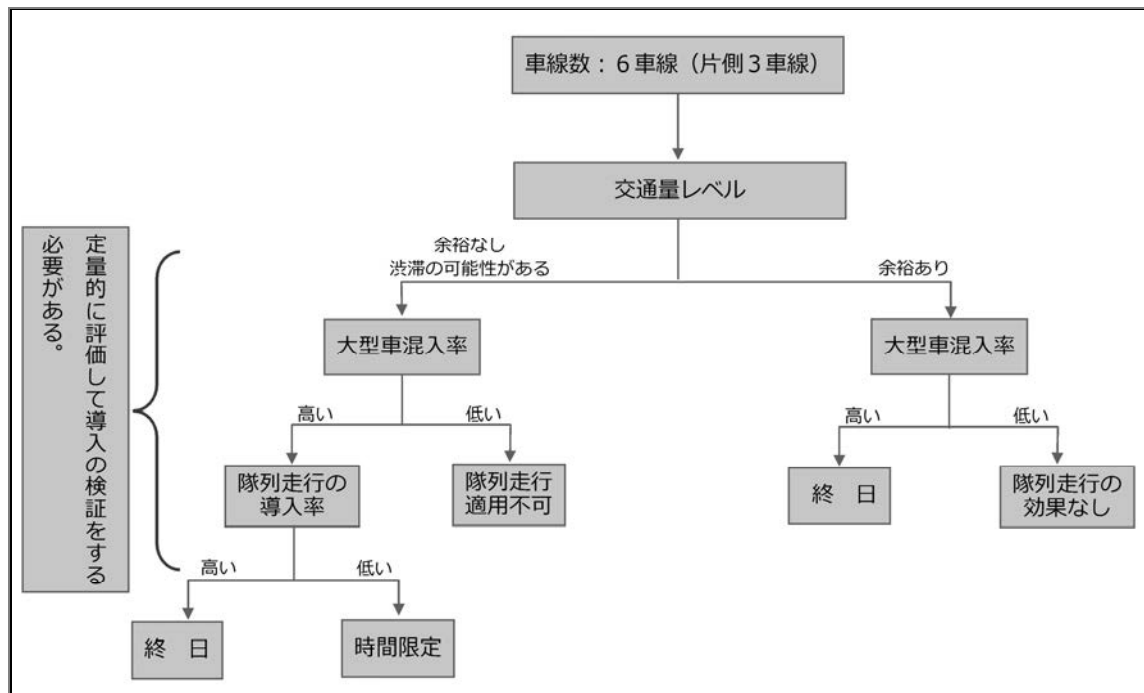 車線数：６車線（片側３車線）
交通量レベル
余裕なし
渋滞の可能性がある
余裕あり
定量的に評価して導入の検証をする
必要がある。
大型車混入率
大型車混入率
高い
低い
高い
低い
隊列走行の
導入率
隊列走行
適用不可
終　日
隊列走行の
効果なし
高い
低い
終　日
時間限定